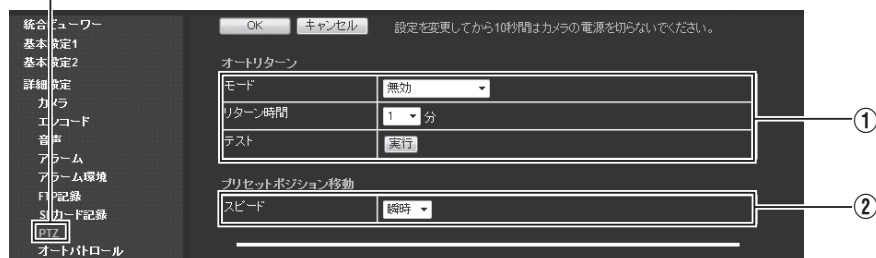 統合ビューワー
基本設定1
基本設定2
詳細設定
カメラ
エンコード
音声
アラーム
アラーム環境
FTP記録
SDカード記録
PTZ
オートパトロール
OK キャンセル 設定を変更してから10秒間はカメラの電源を切らないでください。
オートリターン
モード 無効
リターン時間 1 分
テスト 実行
①
プリセットポジション移動
スピード 瞬時
②